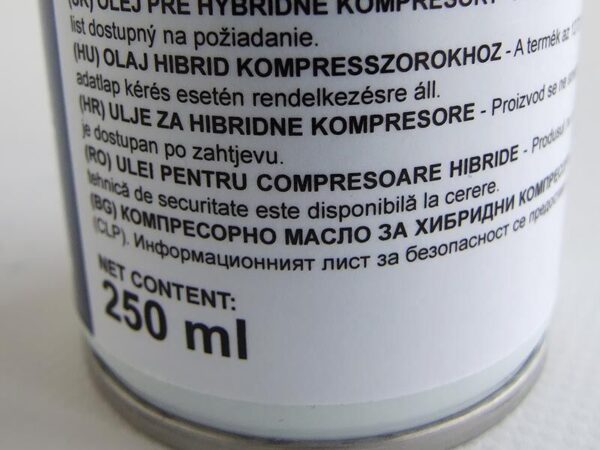 OLEJ PRE HYBRIDNÉ KOMPRESORY
list dostupný na požiadanie.
(HU) OLAJ HIBRID KOMPRESSZOROKHOZ - A termék az
adatlap kérés esetén rendelkezésre áll.
(HR) ULJE ZA HIBRIDNE KOMPRESORE - Proizvod se ne
je dostupan po zahtjevu.
(RO) ULEI PENTRU COMPRESOARE HIBRIDE - Produsul
tehnică de securitate este disponibilă la cerere.
(BG) КОМПРЕСОРНО МАСЛО ЗА ХИБРИДНИ
(CLP). Информационният лист за безопасност се
NET CONTENT:
250 ml